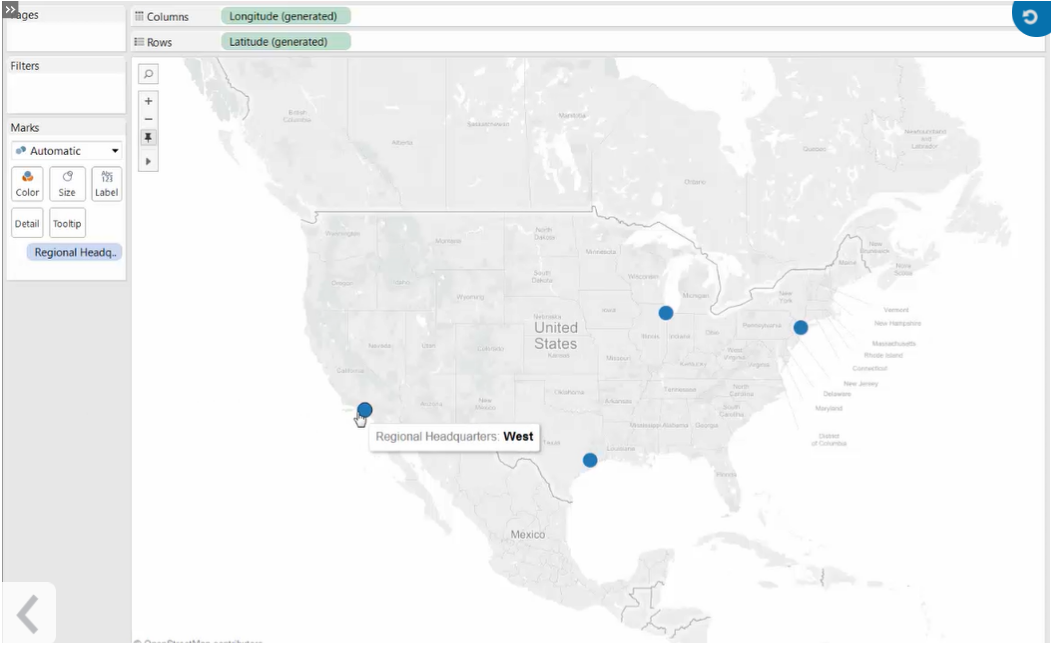 Pages
Columns
Longitude (generated)
Rows
Latitude (generated)
Filters
Marks
Automatic
Color
Size
Abc
123
Label
Detail
Tooltip
Regional Headq..
British
Columbia
Alberta
Saskatchewan
Manitoba
Ontario
Quebec
Newfoundland
and
Labrador
Washington
Montana
North
Dakota
Minnesota
New
Brunswick
Maine
Nova
Scotia
Oregon
Idaho
South
Dakota
Wisconsin
Michigan
New
York
Wyoming
Iowa
Vermont
Nebraska
United
States
Pennsylvania
New Hampshire
Nevada
Utah
Colorado
Kansas
Missouri
Illinois
Indiana
Ohio
West
Virginia
Virginia
Massachusetts
Rhode Island
Connecticut
California
Kentucky
New Jersey
Arizona
New
Mexico
Oklahoma
Arkansas
Tennessee
North
Carolina
Delaware
South
Carolina
Maryland
Mississippi
Alabama
Georgia
District
of Columbia
Regional Headquarters: West
Texas
Louisiana
Florida
Mexico
© OpenStreetMap contributors